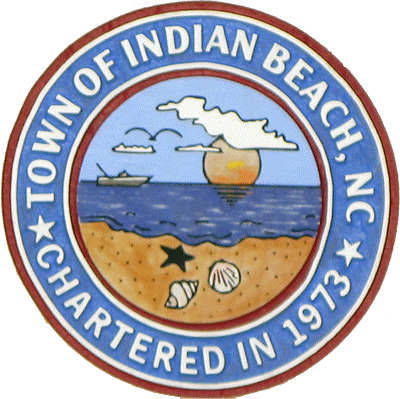 TOWN OF INDIAN BEACH, NC
CHARTERED IN 1973